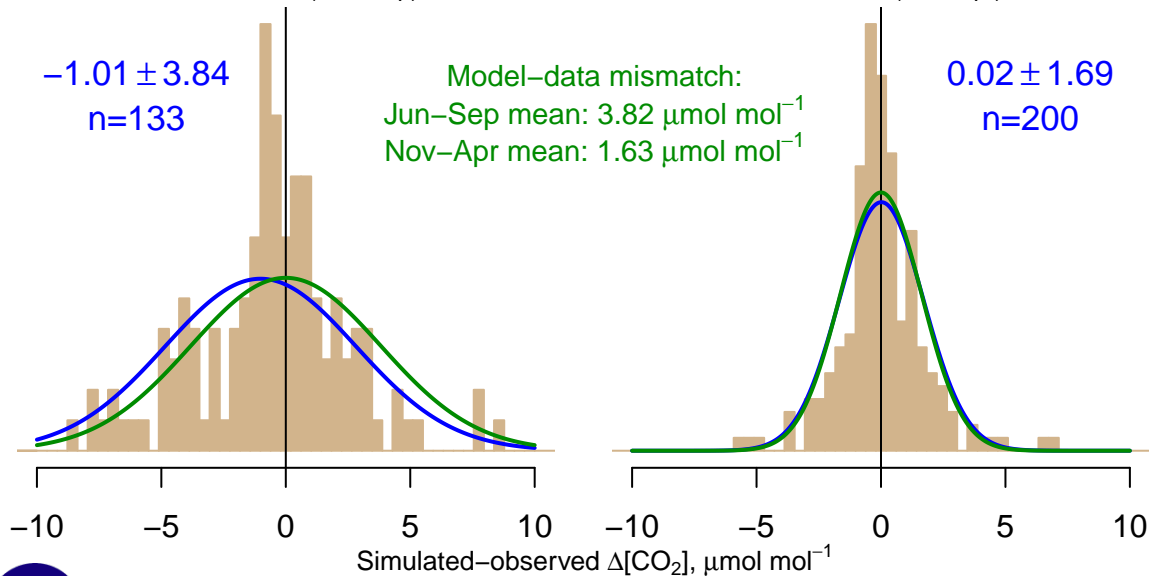 −1.01 ± 3.84
n=133
Model−data mismatch:
Jun−Sep mean: 3.82 μmol mol⁻¹
Nov−Apr mean: 1.63 μmol mol⁻¹
0.02 ± 1.69
n=200
−10 −5 0 5 10
−10 −5 0 5 10
Simulated−observed Δ[CO₂], μmol mol⁻¹